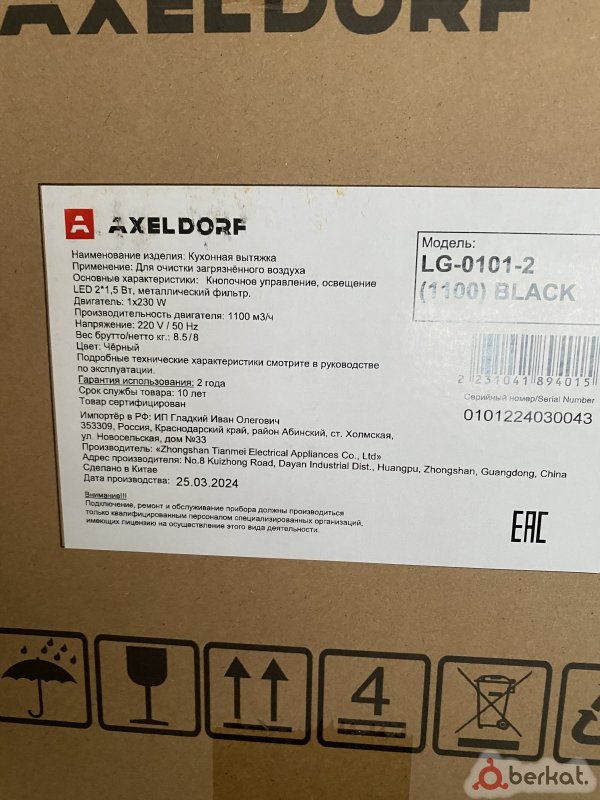 AXELDORF
AXELDORF
Наименование изделия: Кухонная вытяжка
Применение: Для очистки загрязнённого воздуха
Основные характеристики: Кнопочное управление, освещение
LED 2*1,5 Вт, металлический фильтр.
Двигатель: 1x230 W
Производительность двигателя: 1100 м3/ч
Напряжение: 220 V / 50 Hz
Вес брутто/нетто кг.: 8.5/8
Цвет: Чёрный
Подробные технические характеристики смотрите в руководстве
по эксплуатации.
Гарантия использования: 2 года
Срок службы товара: 10 лет
Товар сертифицирован
Импортёр в РФ: ИП Гладкий Иван Олегович
353309, Россия, Краснодарский край, район Абинский, ст. Холмская,
ул. Новосельская, дом №33
Производитель: «Zhongshan Tianmei Electrical Appliances Co., Ltd»
Адрес производителя: No.8 Kuizhong Road, Dayan Industrial Dist., Huangpu, Zhongshan, Guangdong, China
Сделано в Китае
Дата производства: 25.03.2024
Внимание!!!
Подключение, ремонт и обслуживание прибора должны производиться
только квалифицированным персоналом специализированных организаций,
имеющих лицензию на осуществление этого вида деятельности.
Модель:
LG-0101-2
(1100) BLACK
2 231041 894015
Серийный номер/Serial Number
0101224030043
EAC
4
berkat.